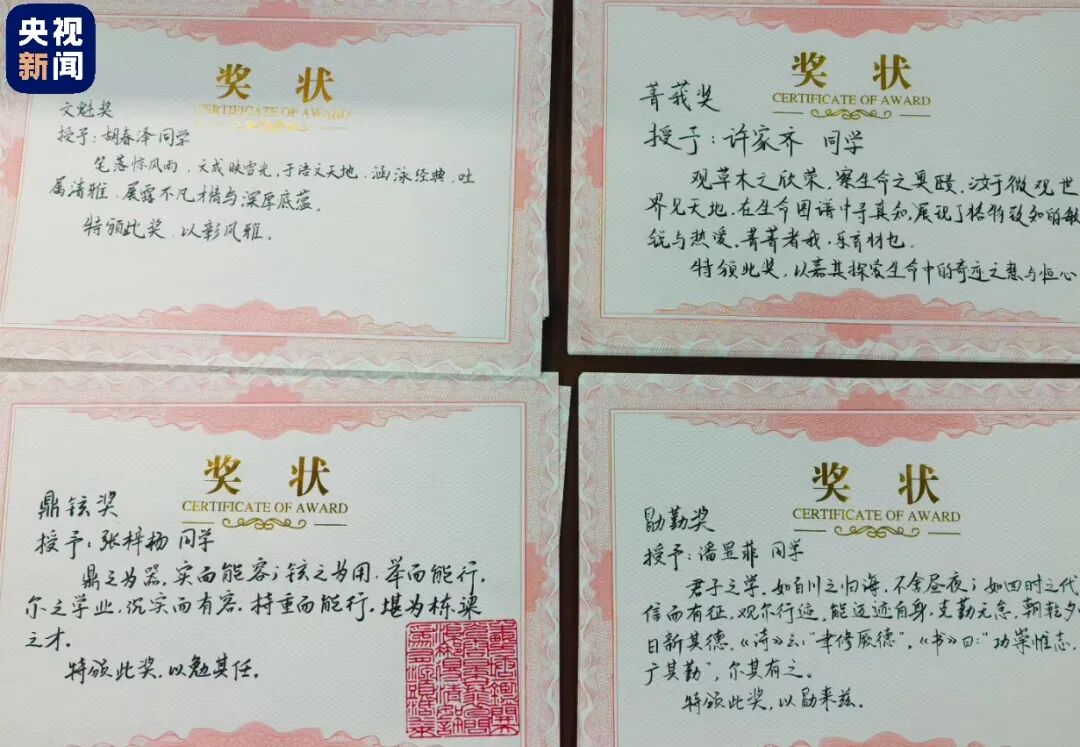 央视
新闻
奖 状
CERTIFICATE OF AWARD
文魁奖
授予:胡春泽同学
笔落惊风雨,文成映雪光,于语文天地,涵泳经典,吐
属清雅,展露不凡才情与深厚底蕴。
特颁此奖,以彰风雅。
奖 状
CERTIFICATE OF AWARD
菁莪奖
授予:许家齐 同学
观草木之欣荣,察生命之奥赜,汝于微观世
界见天地,在生命图谱中寻真知,展现了格物致知的敏
锐与热爱,菁菁者我,乐育材也。
特颁此奖,以嘉其探索生命中的奇迹之慧与恒心
奖 状
CERTIFICATE OF AWARD
鼎铉奖
授予:张梓杨 同学
鼎之为器,实而能容;铉之为用,举而能行,
尔之学业,沉实而有容,持重而能行,堪为栋梁
之才。
特颁此奖,以勉其任。
奖 状
CERTIFICATE OF AWARD
勖勤奖
授予:潘昱菲 同学
君子之学,如百川之归海,不舍昼夜;如四时之代
信而有征,观尔行迹,能迈迹自身,克勤无怠,朝乾夕
日新其德,《诗》云:"聿修厥德",《书》曰:"功崇惟志,
广其勤",尔其有之。
特颁此奖,以勖来兹。